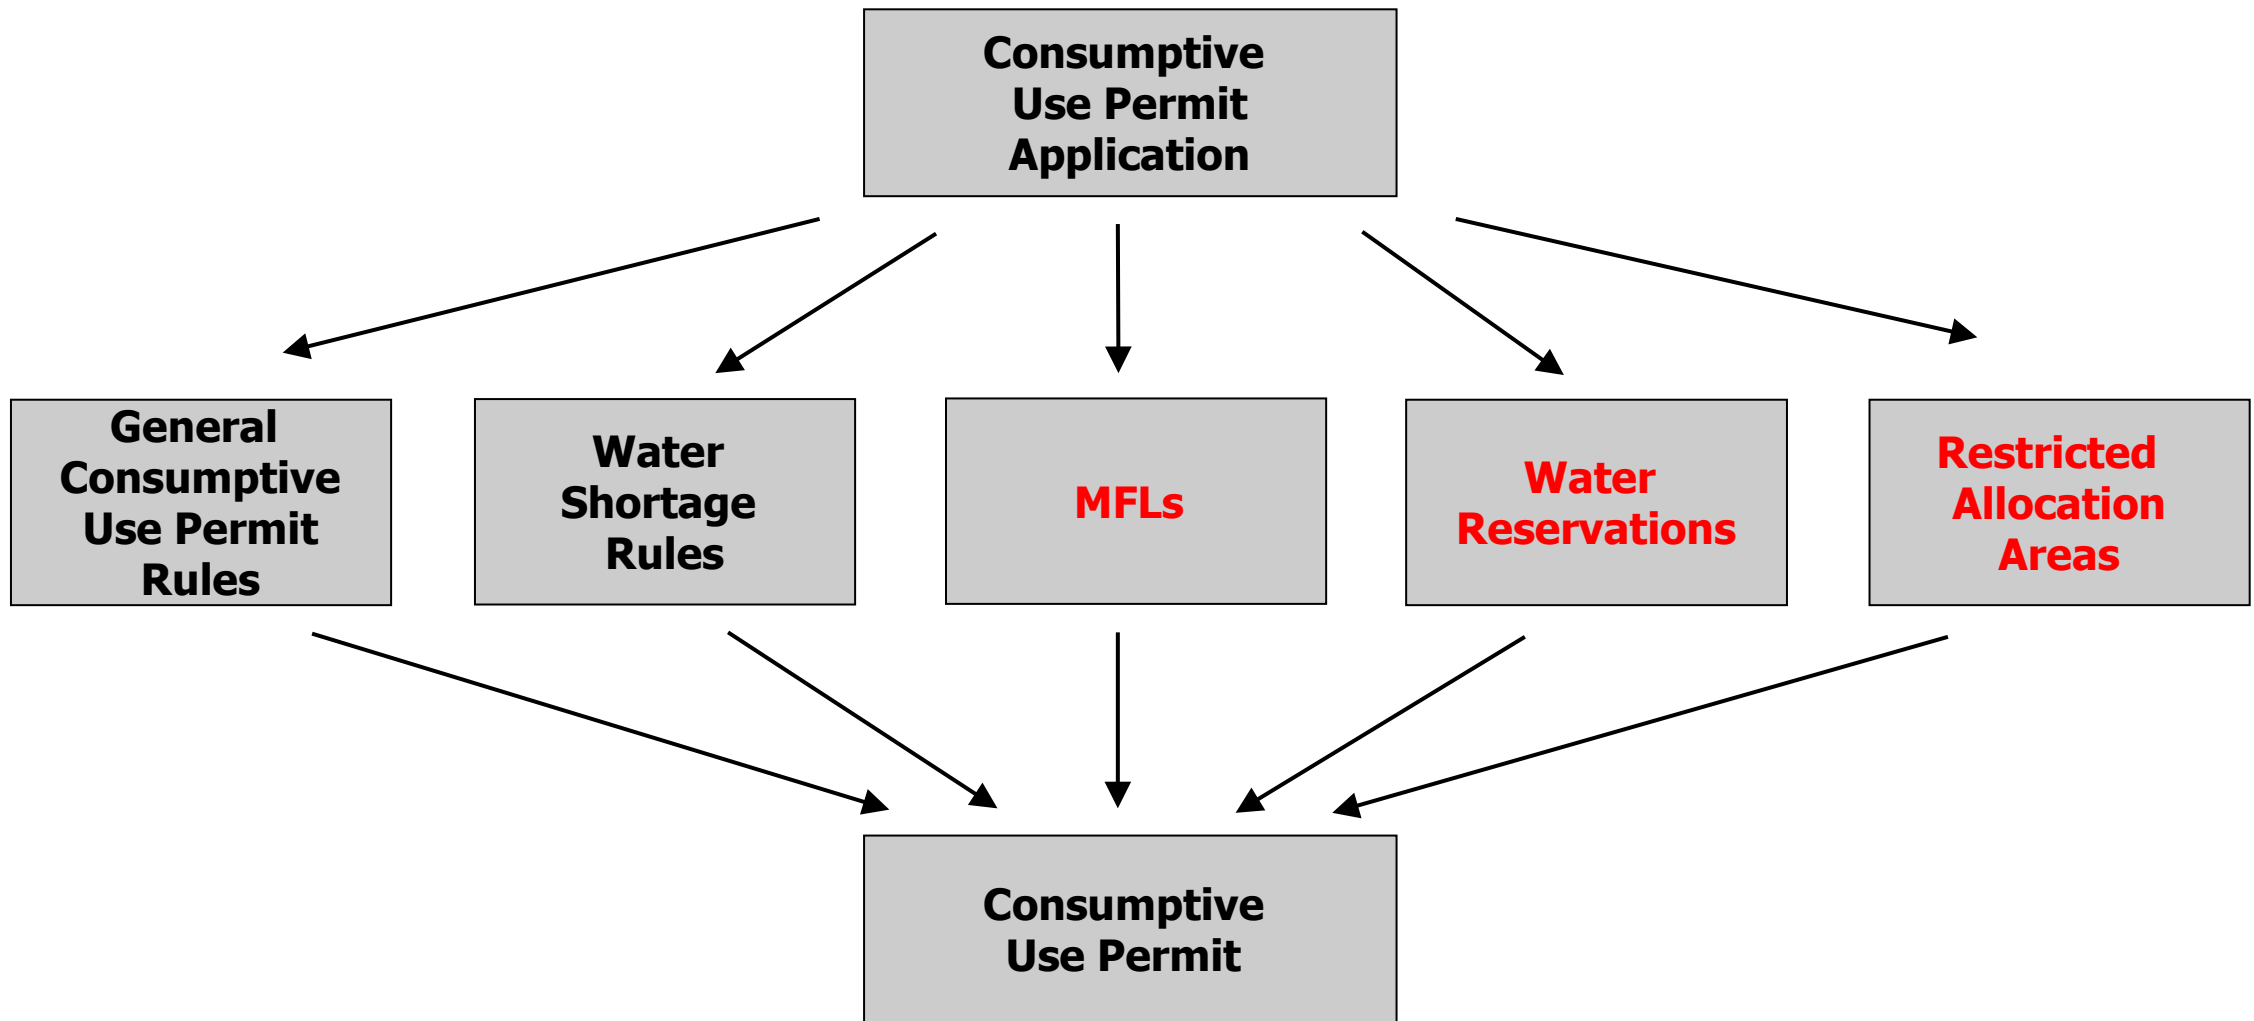 Consumptive
Use Permit
Application
General
Consumptive
Use Permit
Rules
Water
Shortage
Rules
MFLs
Water
Reservations
Restricted
Allocation
Areas
Consumptive
Use Permit